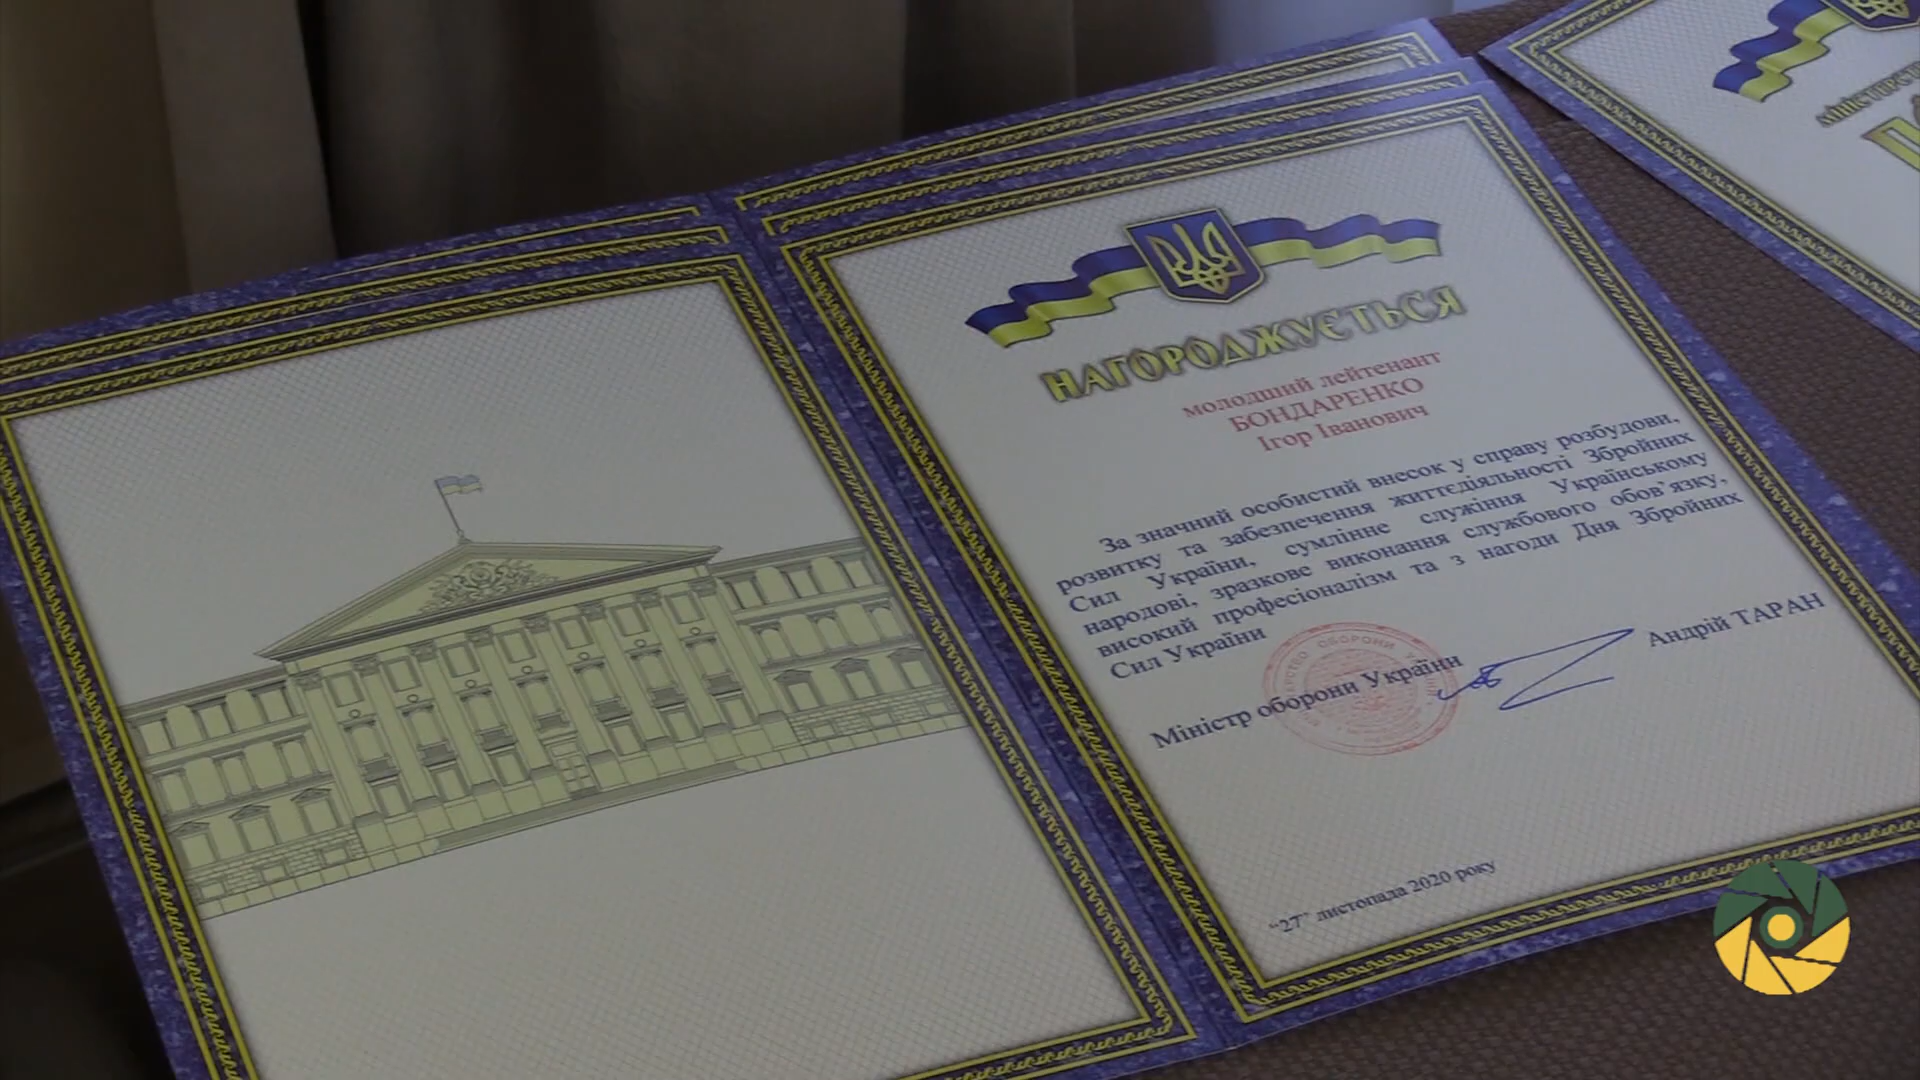 НАГОРОДЖУЄТЬСЯ
молодший лейтенант
БОНДАРЕНКО
Ігор Іванович
За значний особистий внесок у справу розбудови,
розвитку та забезпечення життєдіяльності Збройних
Сил України, сумлінне служіння Українському
народові, зразкове виконання службового обов’язку,
високий професіоналізм та з нагоди Дня Збройних
Сил України
Міністр оборони України
Андрій ТАРАН
ОБОРОНИ
“27” листопада 2020 року